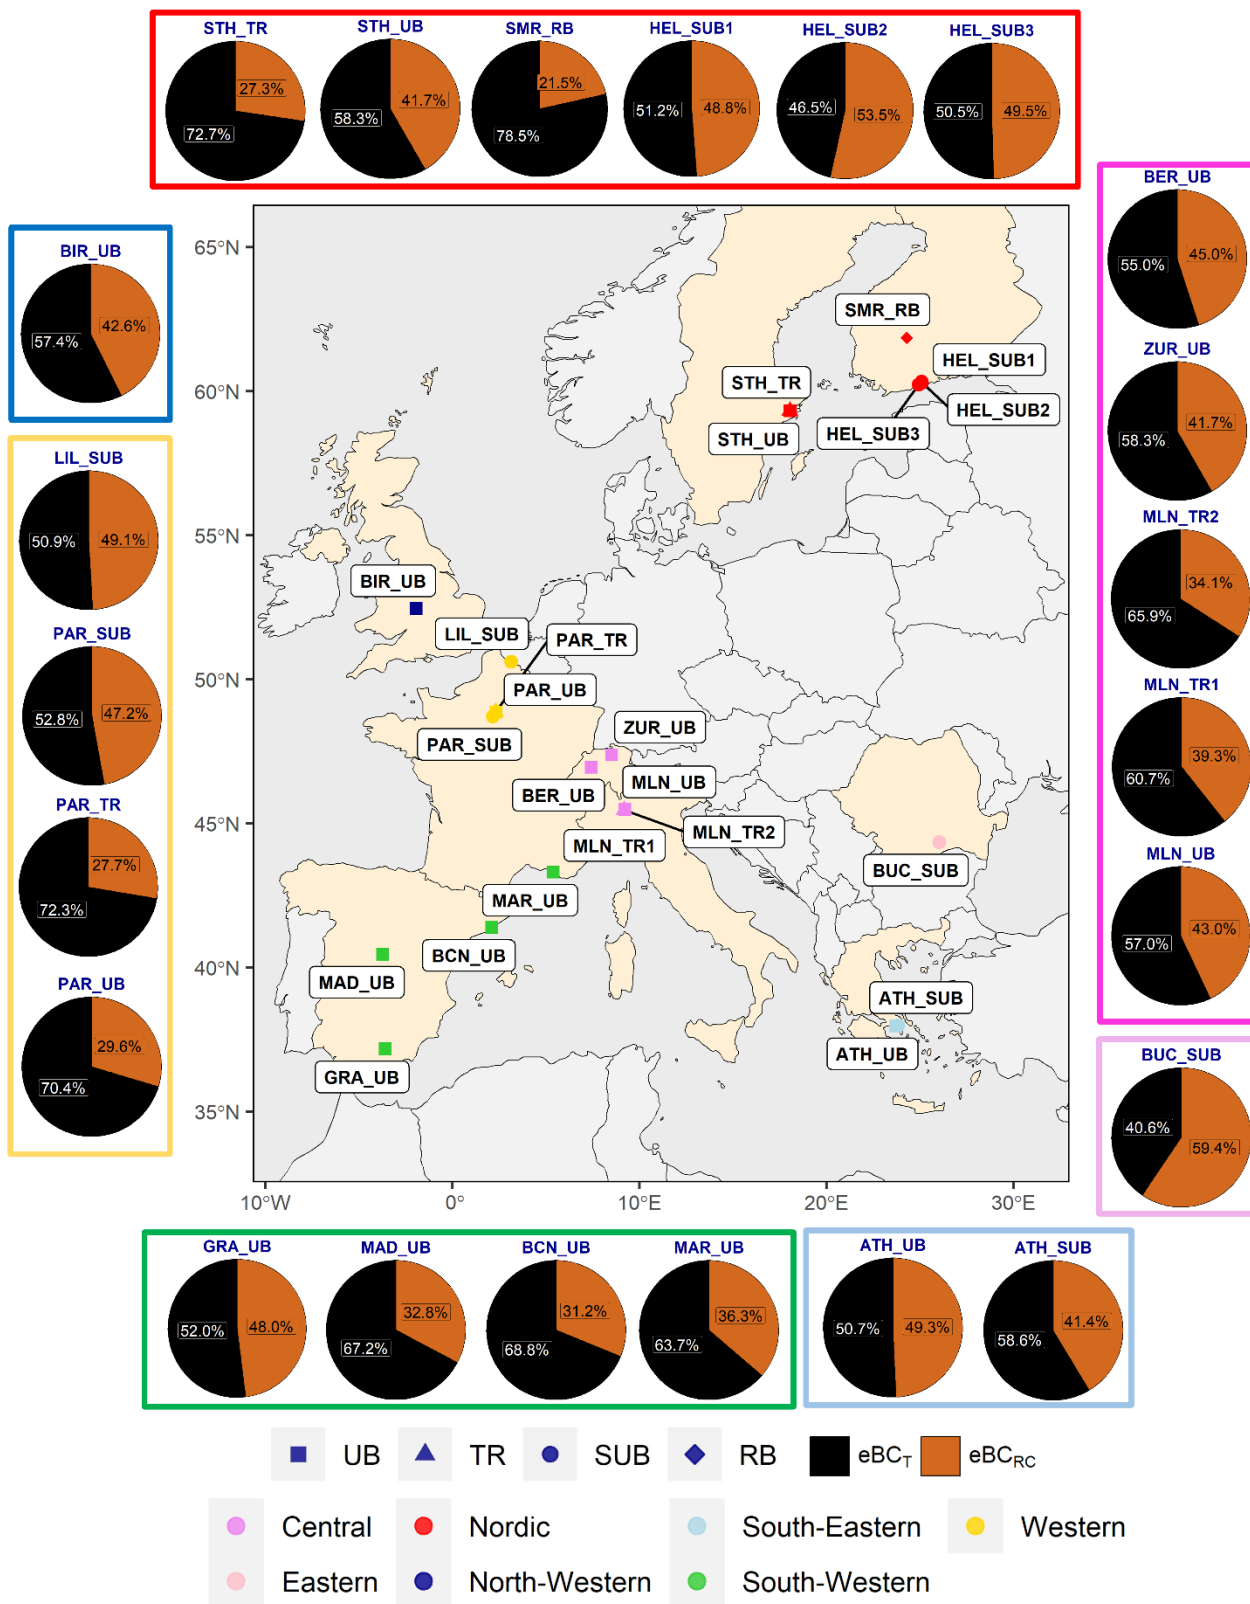 STH_TR
STH_UB
SMR_RB
HEL_SUB1
HEL_SUB2
HEL_SUB3
27.3%
72.7%
41.7%
58.3%
21.5%
78.5%
51.2%
48.8%
46.5%
53.5%
50.5%
49.5%
BIR_UB
57.4%
42.6%
LIL_SUB
50.9%
49.1%
PAR_SUB
52.8%
47.2%
PAR_TR
27.7%
72.3%
PAR_UB
29.6%
70.4%
65°N
60°N
55°N
50°N
45°N
40°N
35°N
10°W
0°
10°E
20°E
30°E
SMR_RB
HEL_SUB1
STH_TR
HEL_SUB2
STH_UB
HEL_SUB3
BIR_UB
LIL_SUB
PAR_TR
PAR_UB
PAR_SUB
ZUR_UB
BER_UB
MLN_UB
MLN_TR2
MLN_TR1
BUC_SUB
MAR_UB
BCN_UB
MAD_UB
ATH_SUB
ATH_UB
GRA_UB
BER_UB
45.0%
55.0%
ZUR_UB
41.7%
58.3%
MLN_TR2
34.1%
65.9%
MLN_TR1
39.3%
60.7%
MLN_UB
43.0%
57.0%
BUC_SUB
40.6%
59.4%
GRA_UB
MAD_UB
BCN_UB
MAR_UB
ATH_UB
ATH_SUB
52.0%
48.0%
32.8%
67.2%
31.2%
68.8%
36.3%
63.7%
50.7%
49.3%
41.4%
58.6%
UB
TR
SUB
RB
eBC_T
eBC_RC
Central
Nordic
South-Eastern
Western
Eastern
North-Western
South-Western